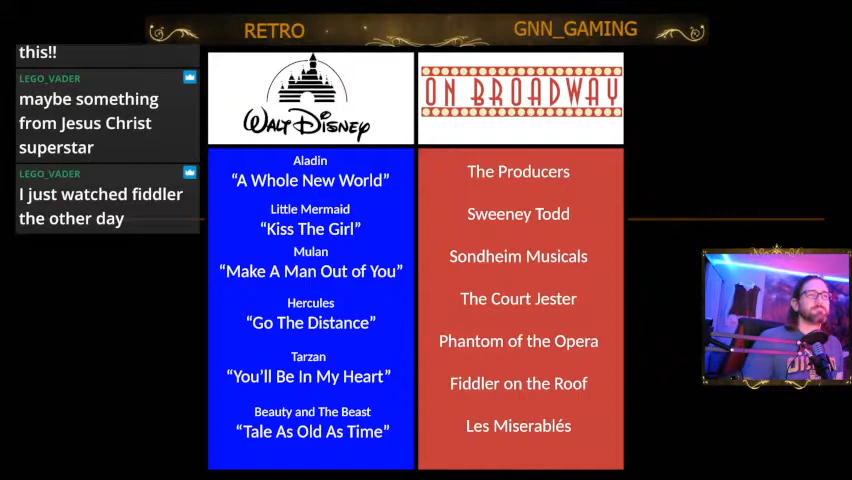 RETRO
GNN_GAMING
this!!
LEGO_VADER
maybe something
from Jesus Christ
superstar
LEGO_VADER
I just watched fiddler
the other day
WALT DISNEY
Aladin
“A Whole New World”
Little Mermaid
“Kiss The Girl”
Mulan
“Make A Man Out of You”
Hercules
“Go The Distance”
Tarzan
“You’ll Be In My Heart”
Beauty and The Beast
“Tale As Old As Time”
ON BROADWAY
The Producers
Sweeney Todd
Sondheim Musicals
The Court Jester
Phantom of the Opera
Fiddler on the Roof
Les Miserablés